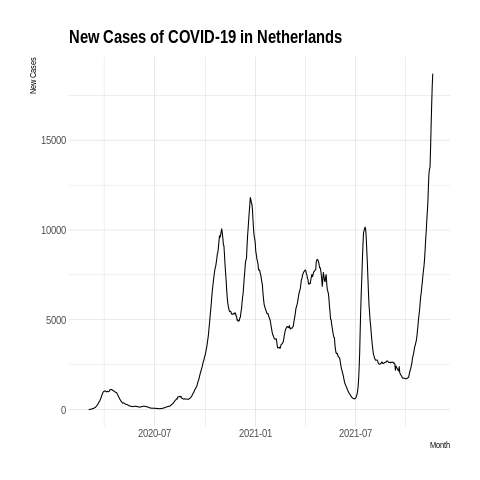 New Cases of COVID-19 in Netherlands
New Cases
15000
10000
5000
0
2020-07
2021-01
2021-07
Month